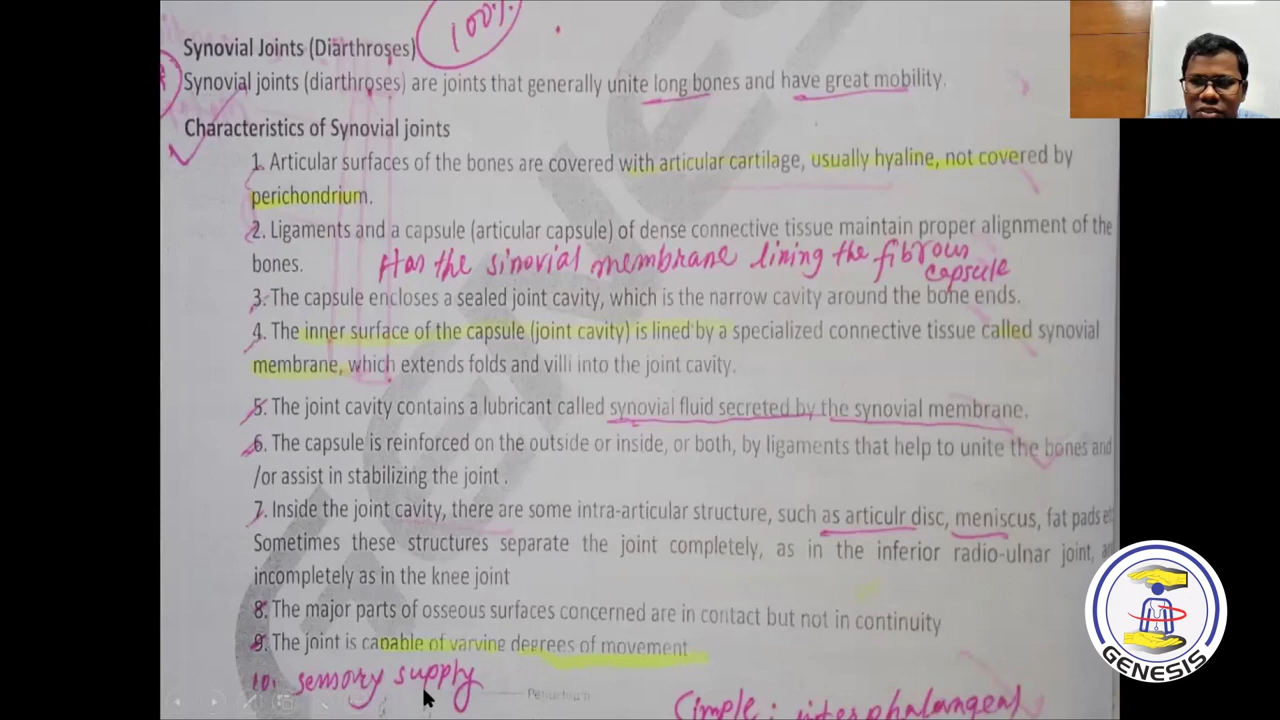 100%
Synovial Joints (Diarthroses)
Synovial joints (diarthroses) are joints that generally unite long bones and have great mobility.
Characteristics of Synovial joints
1. Articular surfaces of the bones are covered with articular cartilage, usually hyaline, not covered by
perichondrium.
2. Ligaments and a capsule (articular capsule) of dense connective tissue maintain proper alignment of the
bones.
Has the sinovial membrane lining the fibrous
capsule
3. The capsule encloses a sealed joint cavity, which is the narrow cavity around the bone ends.
4. The inner surface of the capsule (joint cavity) is lined by a specialized connective tissue called synovial
membrane, which extends folds and villi into the joint cavity.
5. The joint cavity contains a lubricant called synovial fluid secreted by the synovial membrane.
6. The capsule is reinforced on the outside or inside, or both, by ligaments that help to unite the bones and
/or assist in stabilizing the joint .
7. Inside the joint cavity, there are some intra-articular structure, such as articulr disc, meniscus, fat pads
Sometimes these structures separate the joint completely, as in the inferior radio-ulnar joint,
incompletely as in the knee joint
8. The major parts of osseous surfaces concerned are in contact but not in continuity
9. The joint is capable of varving degrees of movement
10. sensory supply
Simple: interphalangeal
GENESIS